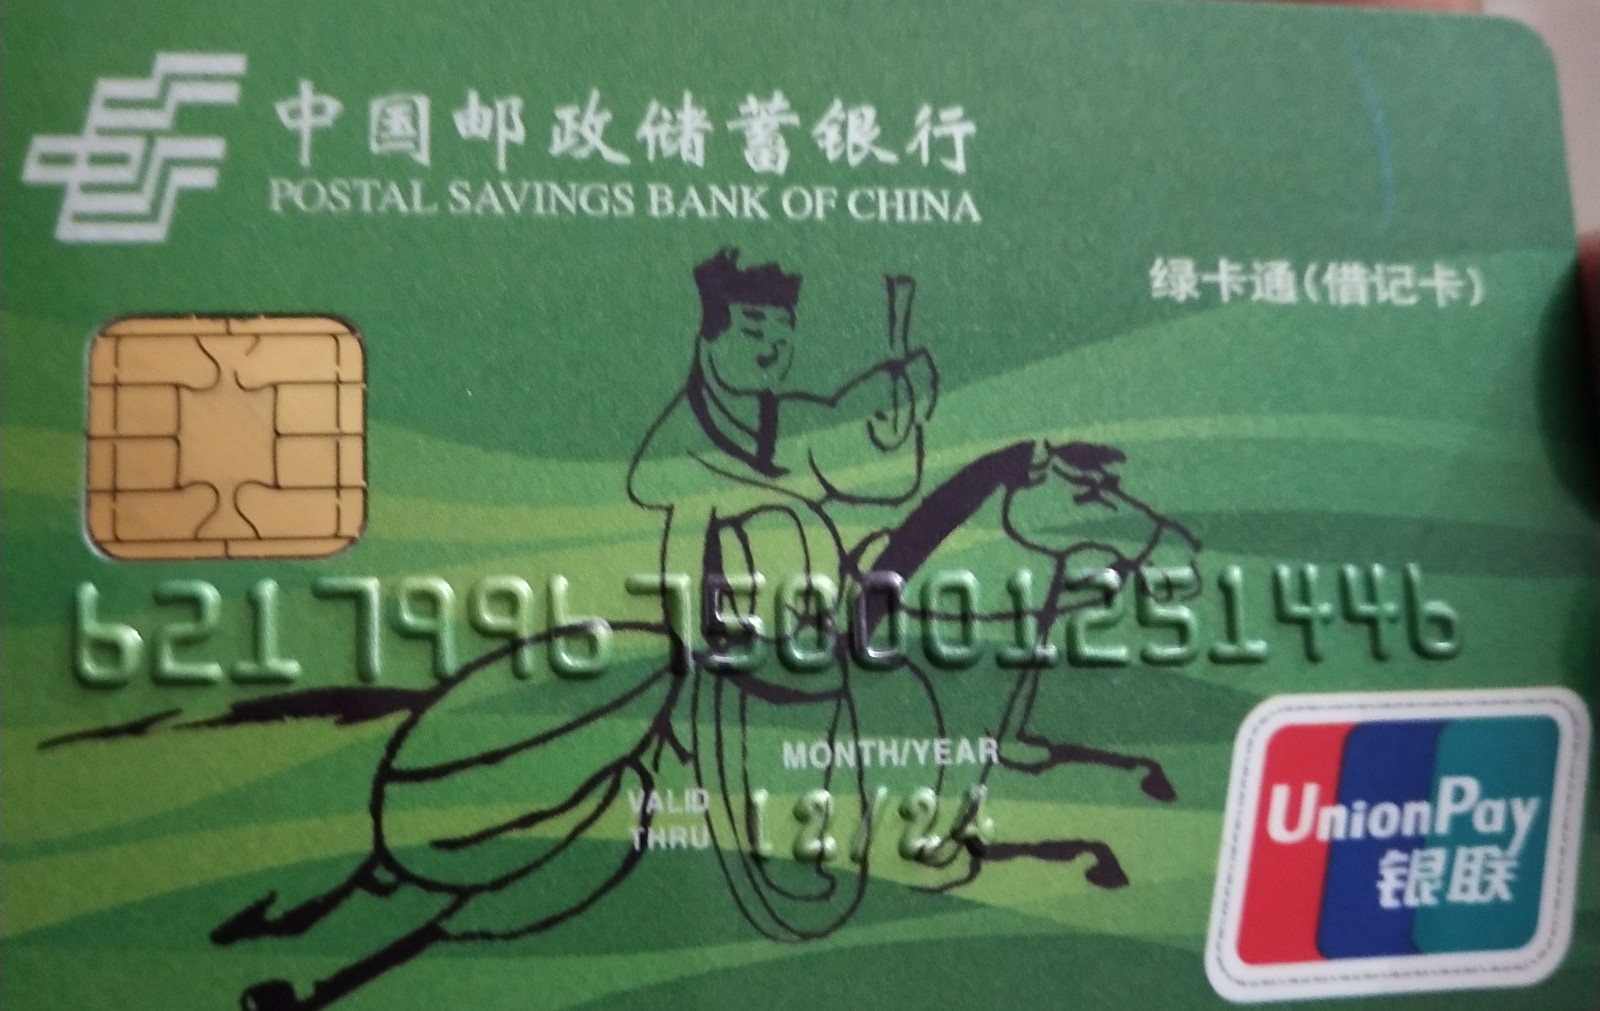 中国邮政储蓄银行
POSTAL SAVINGS BANK OF CHINA
绿卡通(借记卡)
6217996750001251446
MONTH/YEAR
VALID THRU 12/24
UnionPay
银联